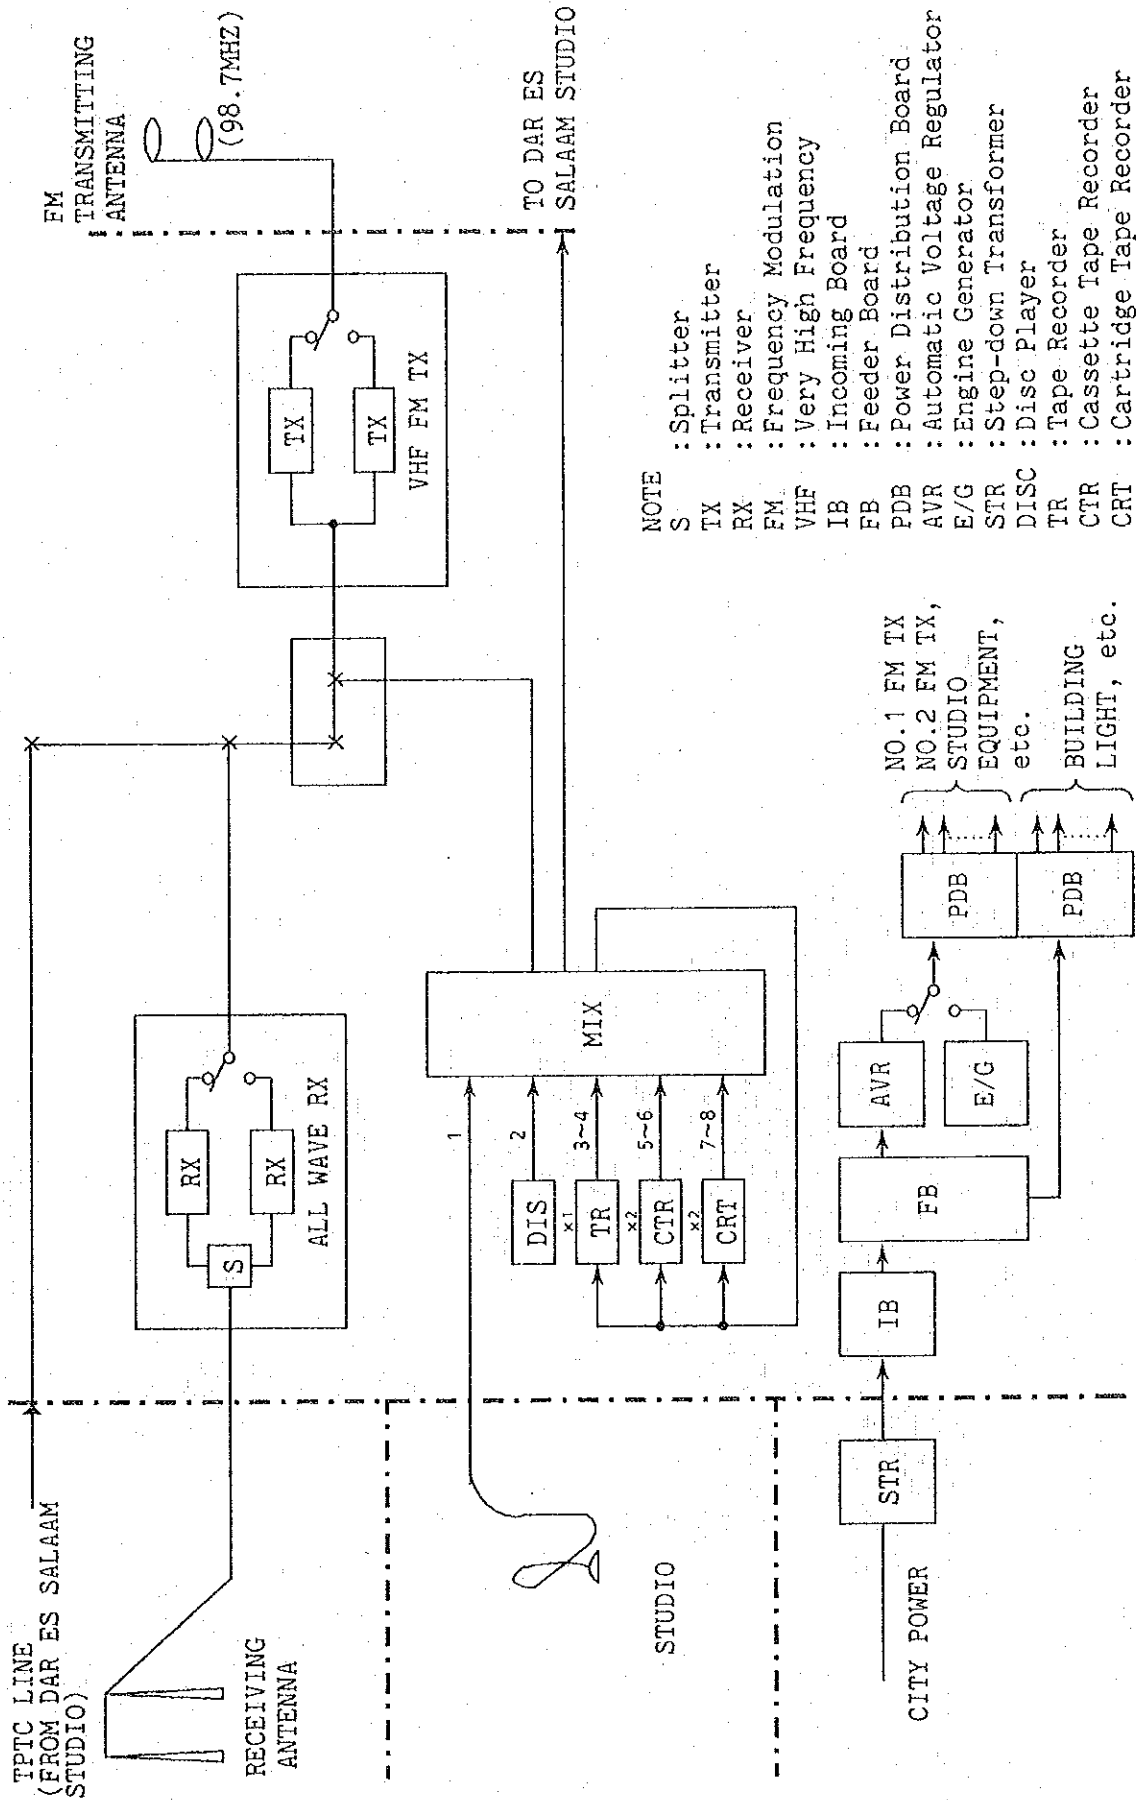 TPTC LINE
(FROM DAR ES SALAAM
STUDIO)
RECEIVING
ANTENNA
S
RX
RX
ALL WAVE RX
TX
TX
VHF FM TX
FM
TRANSMITTING
ANTENNA
(98.7MHZ)
TO DAR ES
SALAAM STUDIO
STUDIO
1
2
3~4
5~6
7~8
DIS
x1
TR
x2
CTR
x2
CRT
MIX
CITY POWER
STR
IB
FB
AVR
E/G
PDB
PDB
NO.1 FM TX
NO.2 FM TX,
STUDIO
EQUIPMENT,
etc.
BUILDING
LIGHT, etc.
NOTE
S : Splitter
TX : Transmitter
RX : Receiver
FM : Frequency Modulation
VHF : Very High Frequency
IB : Incoming Board
FB : Feeder Board
PDB : Power Distribution Board
AVR : Automatic Voltage Regulator
E/G : Engine Generator
STR : Step-down Transformer
DISC : Disc Player
TR : Tape Recorder
CTR : Cassette Tape Recorder
CRT : Cartridge Tape Recorder